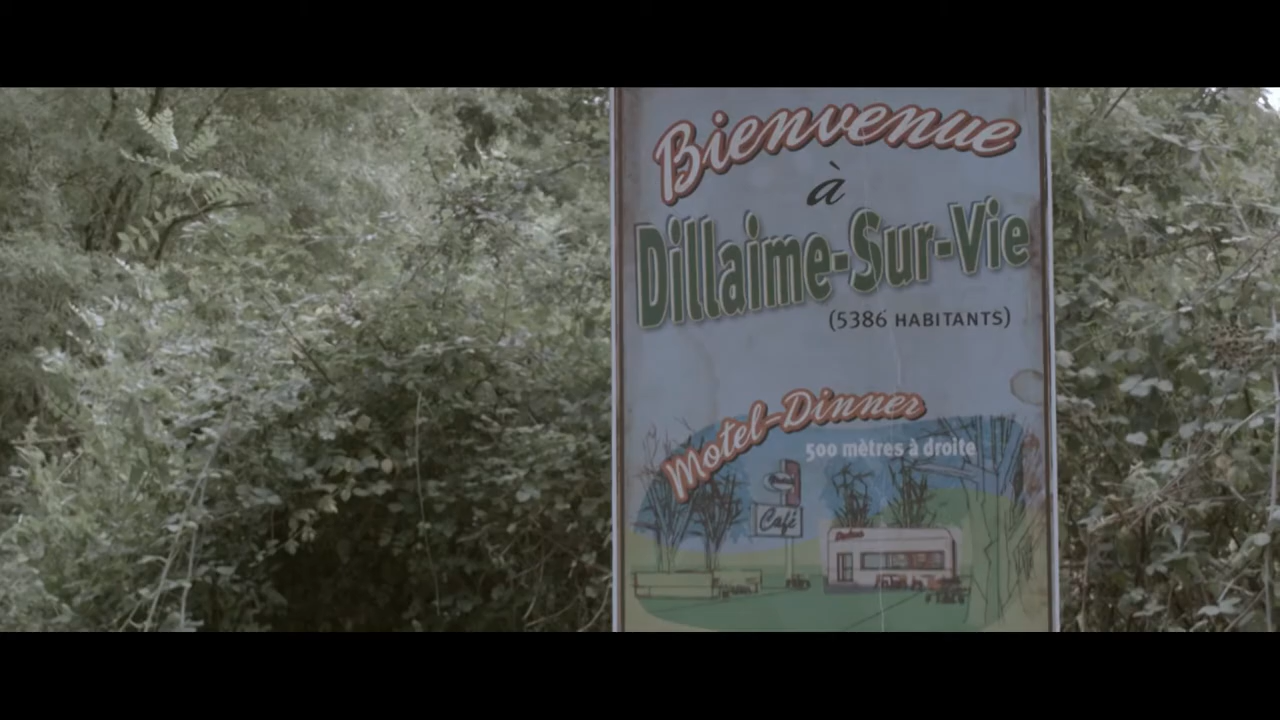 Bienvenue
à
Dillaime-Sur-Vie
(5386 HABITANTS)
Motel-Dinner
500 mètres à droite
Café